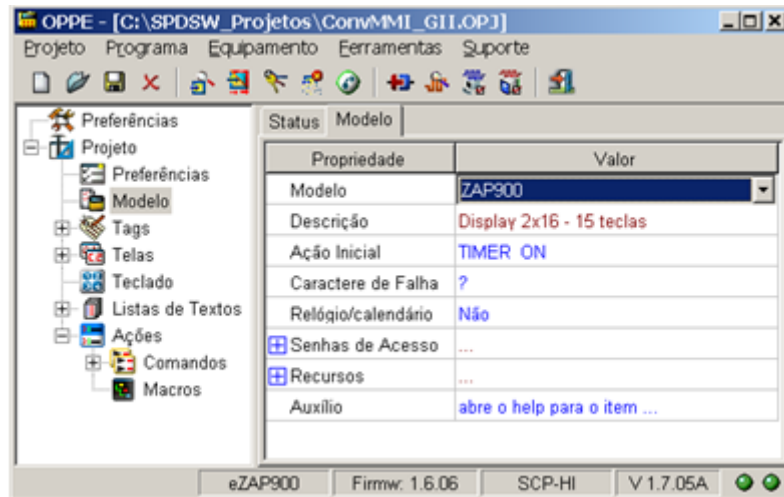 OPPE - [C:\SPDSW_Projetos\ConvMMI_GII.OPJ]
Projeto Programa Equipamento Ferramentas Suporte
Preferências
Projeto
Preferências
Modelo
Tags
Telas
Teclado
Listas de Textos
Ações
Comandos
Macros
Status Modelo
Propriedade Valor
Modelo ZAP900
Descrição Display 2x16 - 15 teclas
Ação Inicial TIMER ON
Caractere de Falha ?
Relógio/calendário Não
Senhas de Acesso ...
Recursos ...
Auxílio abre o help para o item ...
eZAP900 Firmw: 1.6.06 SCP-HI V 1.7.05A